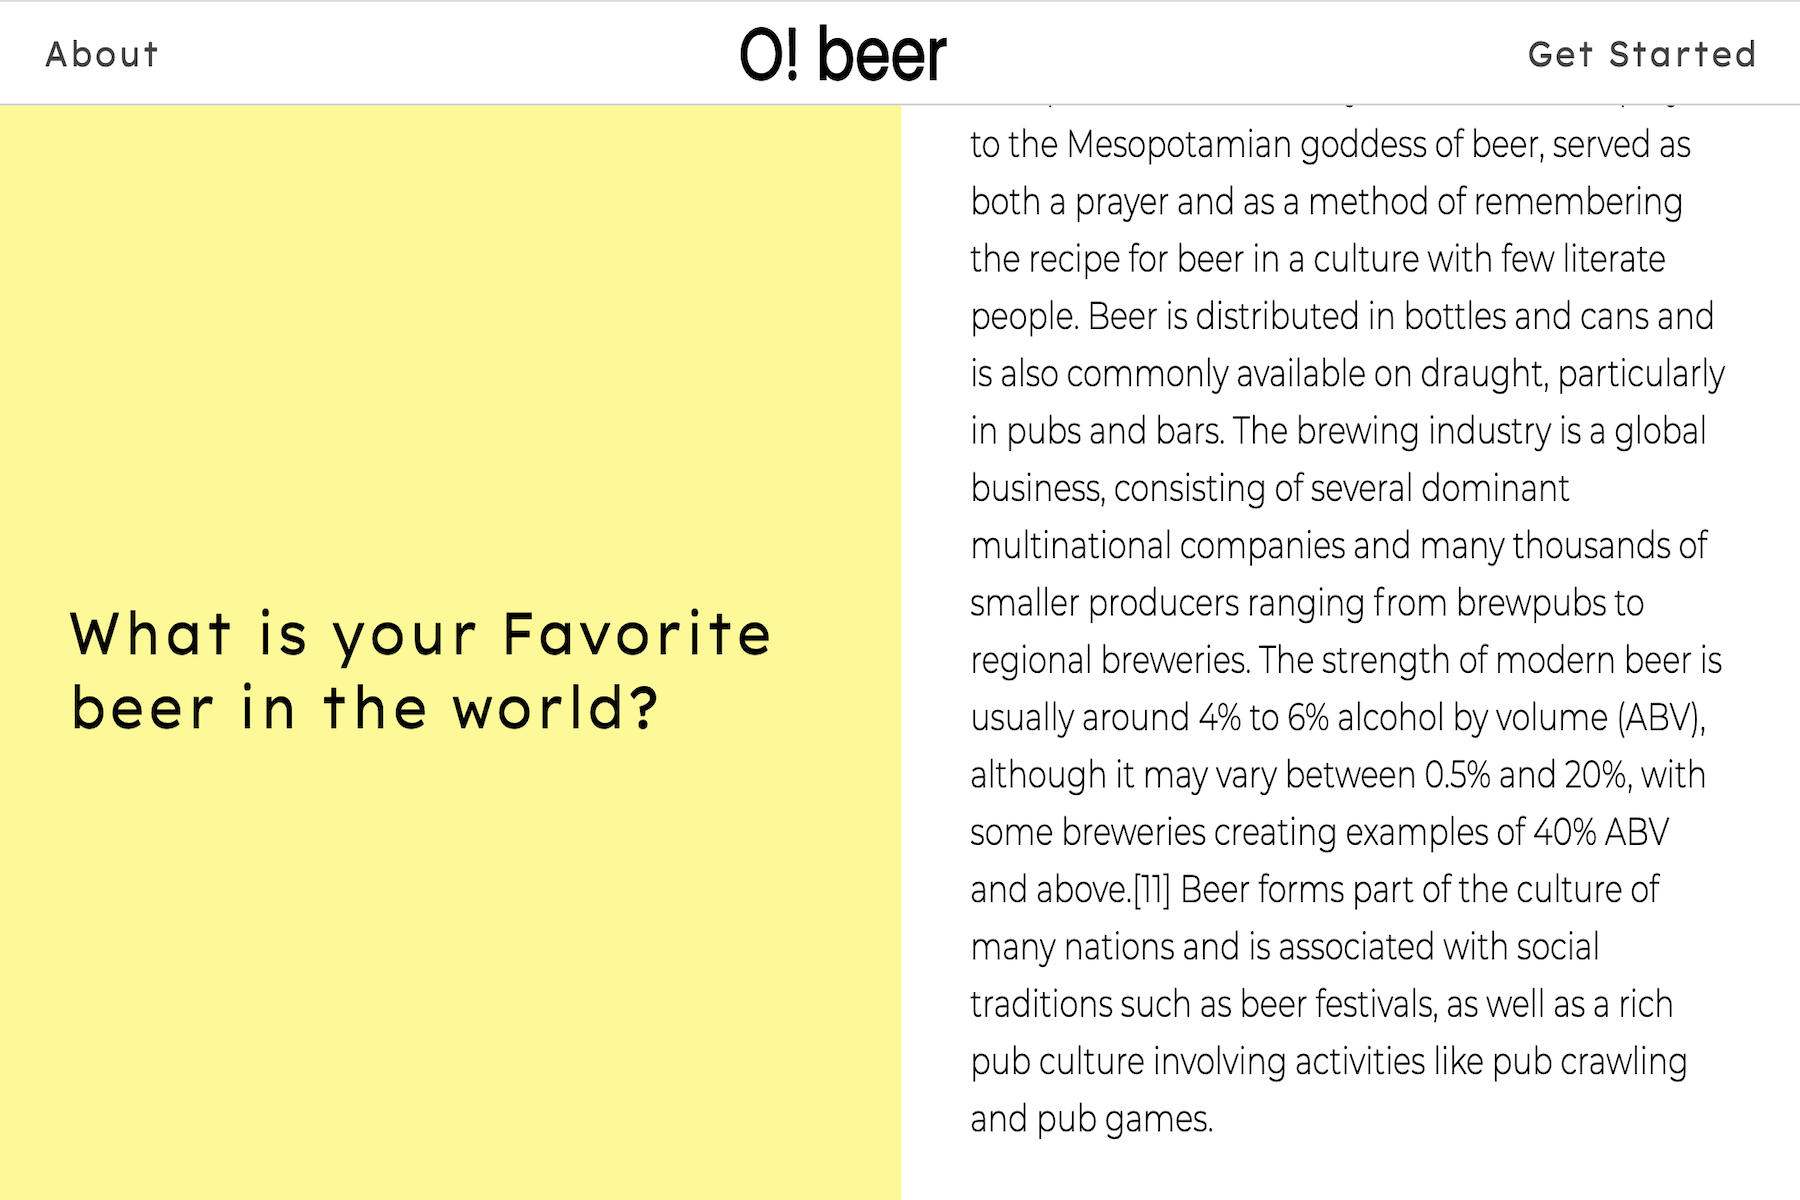 About
O! beer
Get Started
What is your Favorite
beer in the world?
to the Mesopotamian goddess of beer, served as
both a prayer and as a method of remembering
the recipe for beer in a culture with few literate
people. Beer is distributed in bottles and cans and
is also commonly available on draught, particularly
in pubs and bars. The brewing industry is a global
business, consisting of several dominant
multinational companies and many thousands of
smaller producers ranging from brewpubs to
regional breweries. The strength of modern beer is
usually around 4% to 6% alcohol by volume (ABV),
although it may vary between 0.5% and 20%, with
some breweries creating examples of 40% ABV
and above.[11] Beer forms part of the culture of
many nations and is associated with social
traditions such as beer festivals, as well as a rich
pub culture involving activities like pub crawling
and pub games.